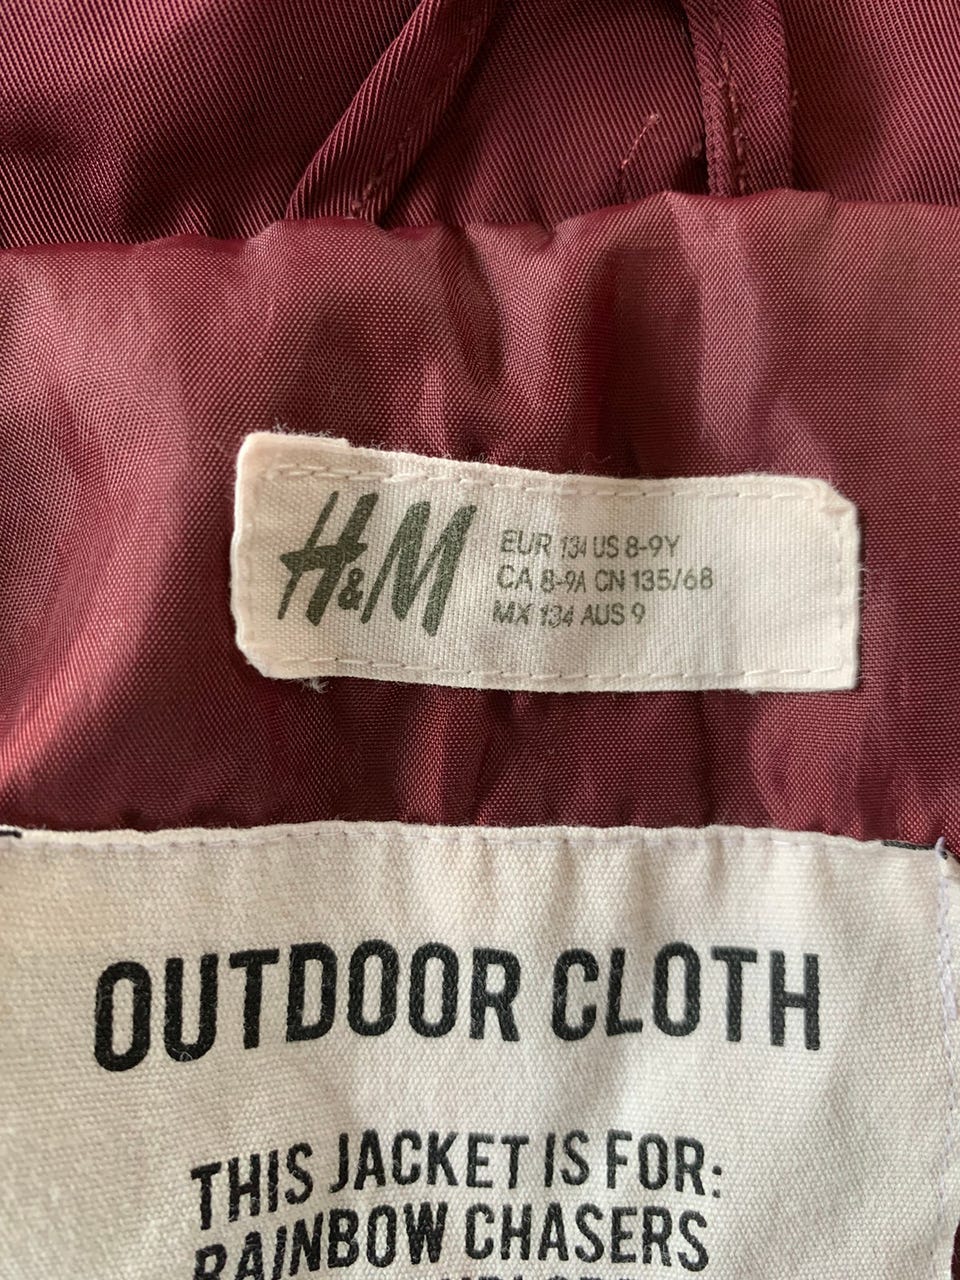 H&M
EUR 134 US 8-9Y
CA 8-9A CN 135/68
MX 134 AUS 9
OUTDOOR CLOTH
THIS JACKET IS FOR:
RAINBOW CHASERS